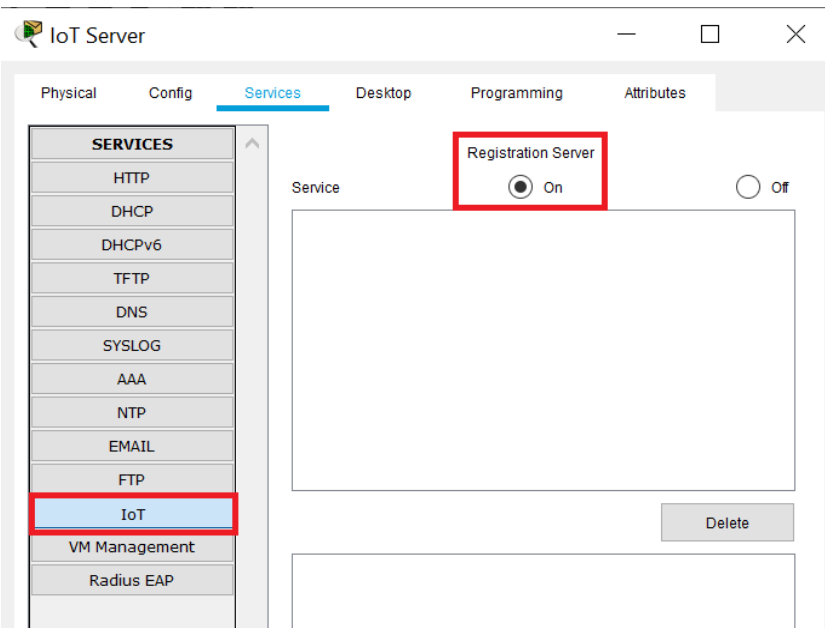 IoT Server
Physical Config Services Desktop Programming Attributes
SERVICES
HTTP
DHCP
DHCPv6
TFTP
DNS
SYSLOG
AAA
NTP
EMAIL
FTP
IoT
VM Management
Radius EAP
Registration Server
Service On Off
Delete